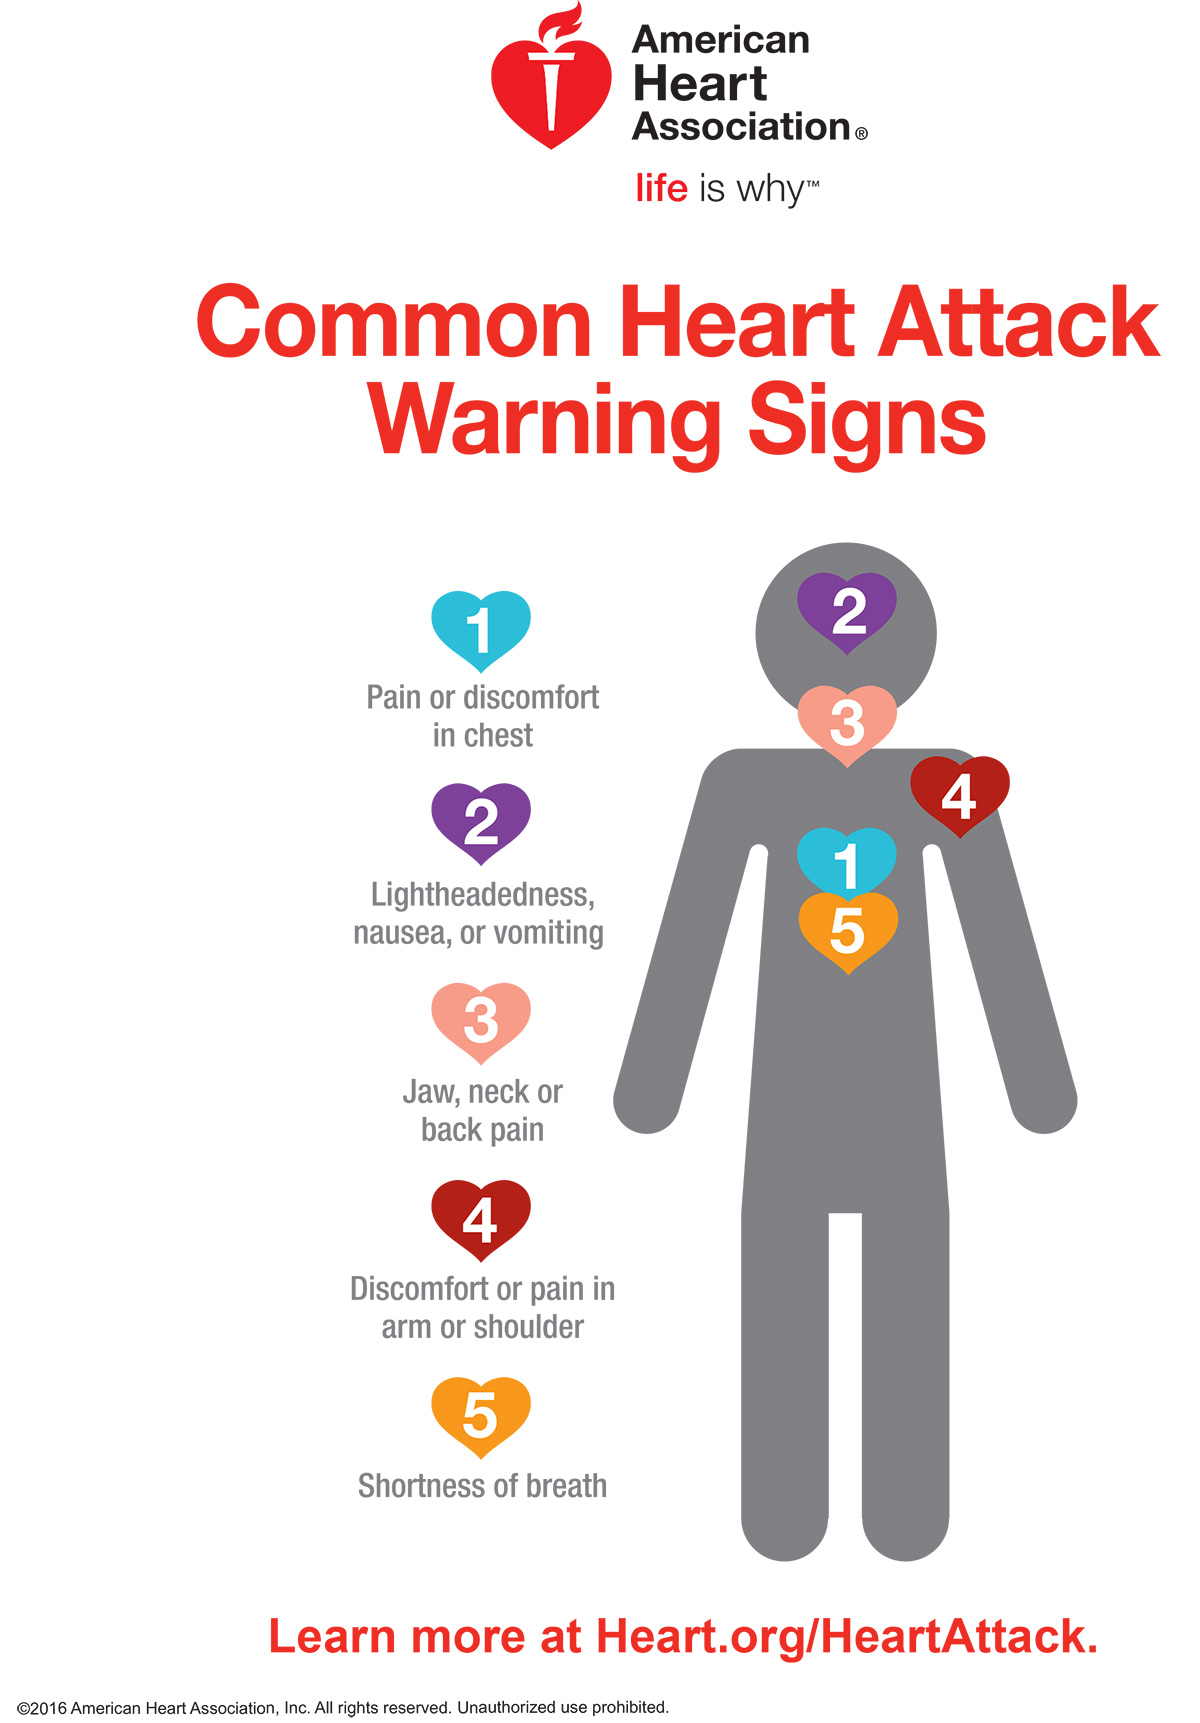 American
Heart
Association®
life is why™
Common Heart Attack
Warning Signs
1
Pain or discomfort
in chest
2
Lightheadedness,
nausea, or vomiting
3
Jaw, neck or
back pain
4
Discomfort or pain in
arm or shoulder
5
Shortness of breath
2
3
4
1
5
Learn more at Heart.org/HeartAttack.
©2016 American Heart Association, Inc. All rights reserved. Unauthorized use prohibited.